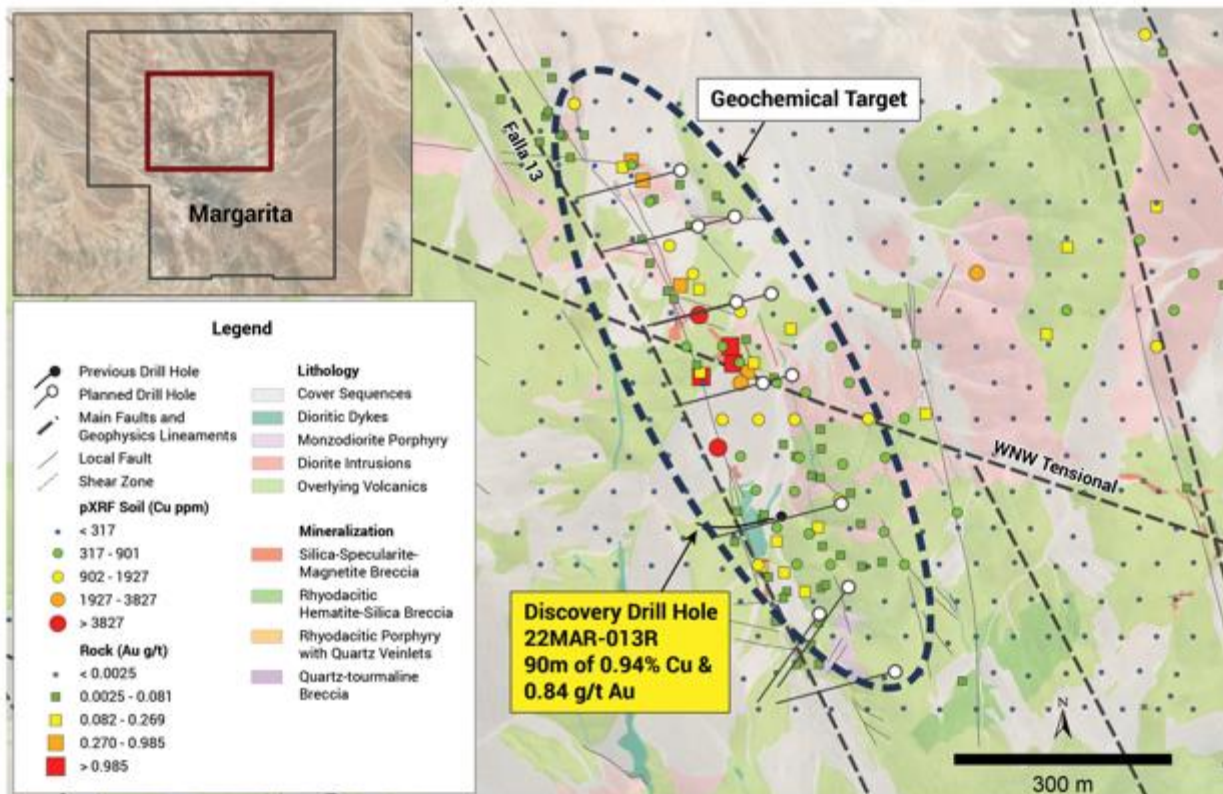 Margarita
Legend
Previous Drill Hole
Planned Drill Hole
Main Faults and
Geophysics Lineaments
Local Fault
Shear Zone
pXRF Soil (Cu ppm)
< 317
317 - 901
902 - 1927
1927 - 3827
> 3827
Rock (Au g/t)
< 0.0025
0.0025 - 0.081
0.082 - 0.269
0.270 - 0.985
> 0.985
Lithology
Cover Sequences
Dioritic Dykes
Monzodiorite Porphyry
Diorite Intrusions
Overlying Volcanics
Mineralization
Silica-Specularite-
Magnetite Breccia
Rhyodacitic
Hematite-Silica Breccia
Rhyodacitic Porphyry
with Quartz Veinlets
Quartz-tourmaline
Breccia
Geochemical Target
Falla 13
WNW Tensional
Discovery Drill Hole
22MAR-013R
90m of 0.94% Cu &
0.84 g/t Au
N
300 m